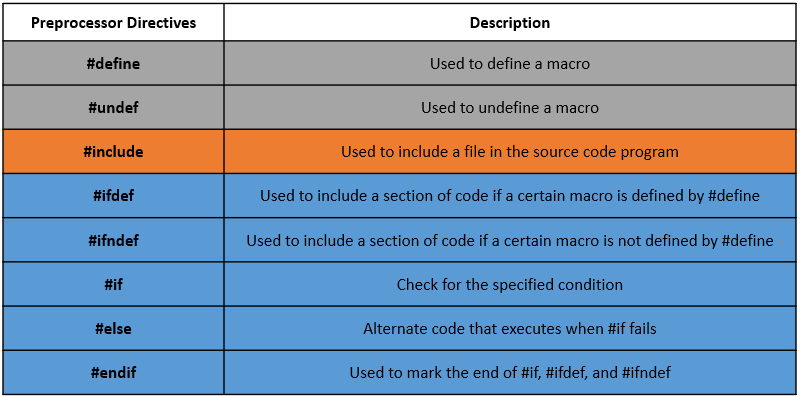 Preprocessor Directives Description
#define Used to define a macro
#undef Used to undefine a macro
#include Used to include a file in the source code program
#ifdef Used to include a section of code if a certain macro is defined by #define
#ifndef Used to include a section of code if a certain macro is not defined by #define
#if Check for the specified condition
#else Alternate code that executes when #if fails
#endif Used to mark the end of #if, #ifdef, and #ifndef